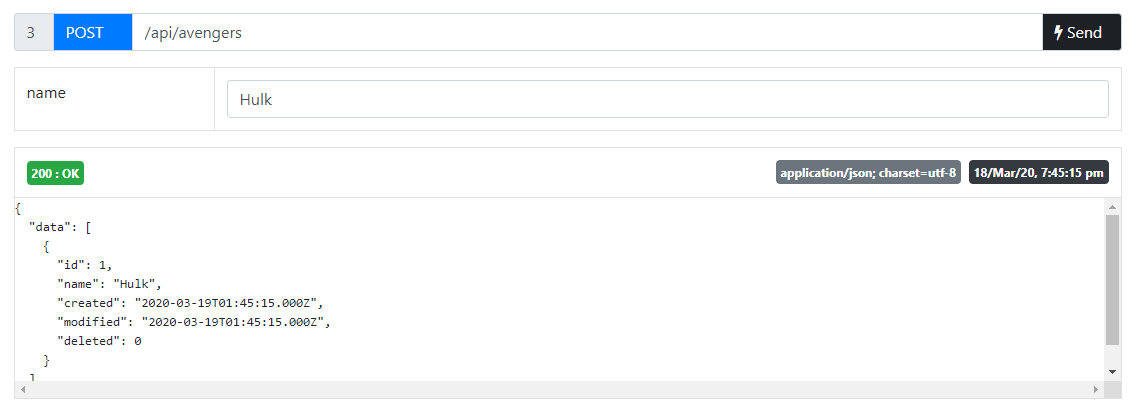 3 POST /api/avengers Send
name Hulk
200 : OK application/json; charset=utf-8 18/Mar/20, 7:45:15 pm
{
  "data": [
    {
      "id": 1,
      "name": "Hulk",
      "created": "2020-03-19T01:45:15.000Z",
      "modified": "2020-03-19T01:45:15.000Z",
      "deleted": 0
    }
  ]